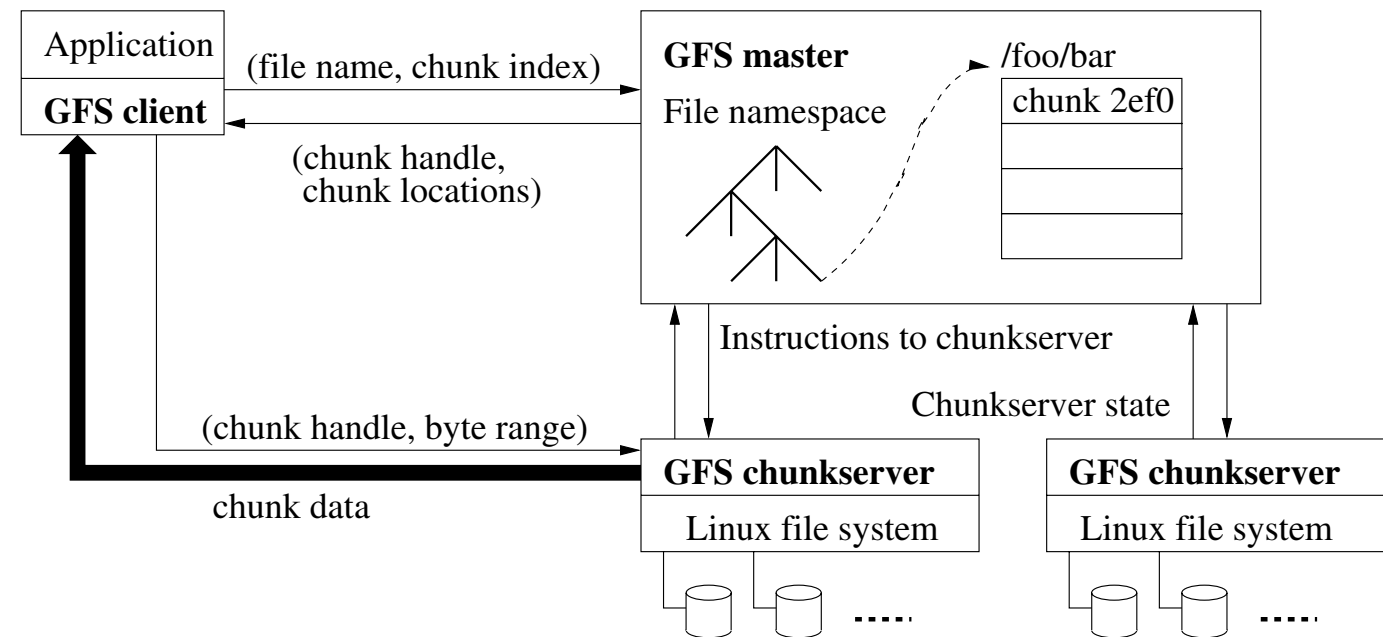 Application
GFS client
(file name, chunk index)
(chunk handle,
chunk locations)
GFS master
File namespace
/foo/bar
chunk 2ef0
Instructions to chunkserver
Chunkserver state
(chunk handle, byte range)
chunk data
GFS chunkserver
Linux file system
GFS chunkserver
Linux file system